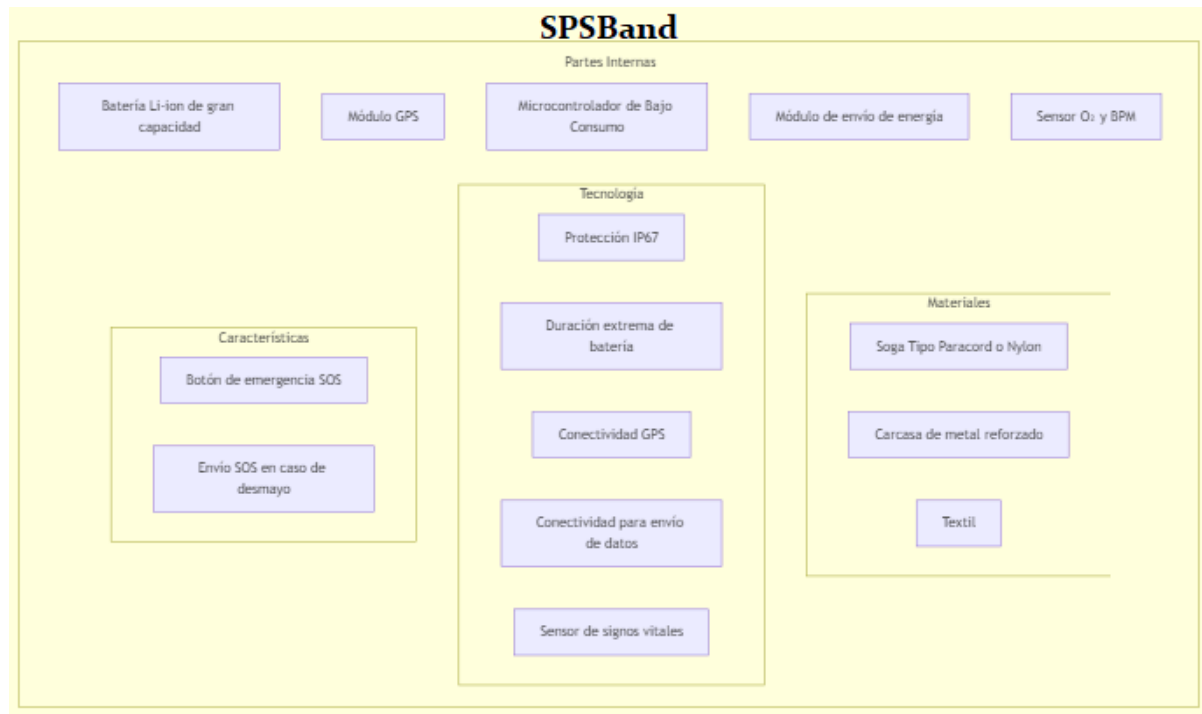 SPSBand
Partes Internas
Batería Li-ion de gran
capacidad
Módulo GPS
Microcontrolador de Bajo
Consumo
Módulo de envío de energía
Sensor O₂ y BPM
Tecnología
Protección IP67
Duración extrema de
batería
Conectividad GPS
Conectividad para envío
de datos
Sensor de signos vitales
Características
Botón de emergencia SOS
Envío SOS en caso de
desmayo
Materiales
Soga Tipo Paracord o Nylon
Carcasa de metal reforzado
Textil